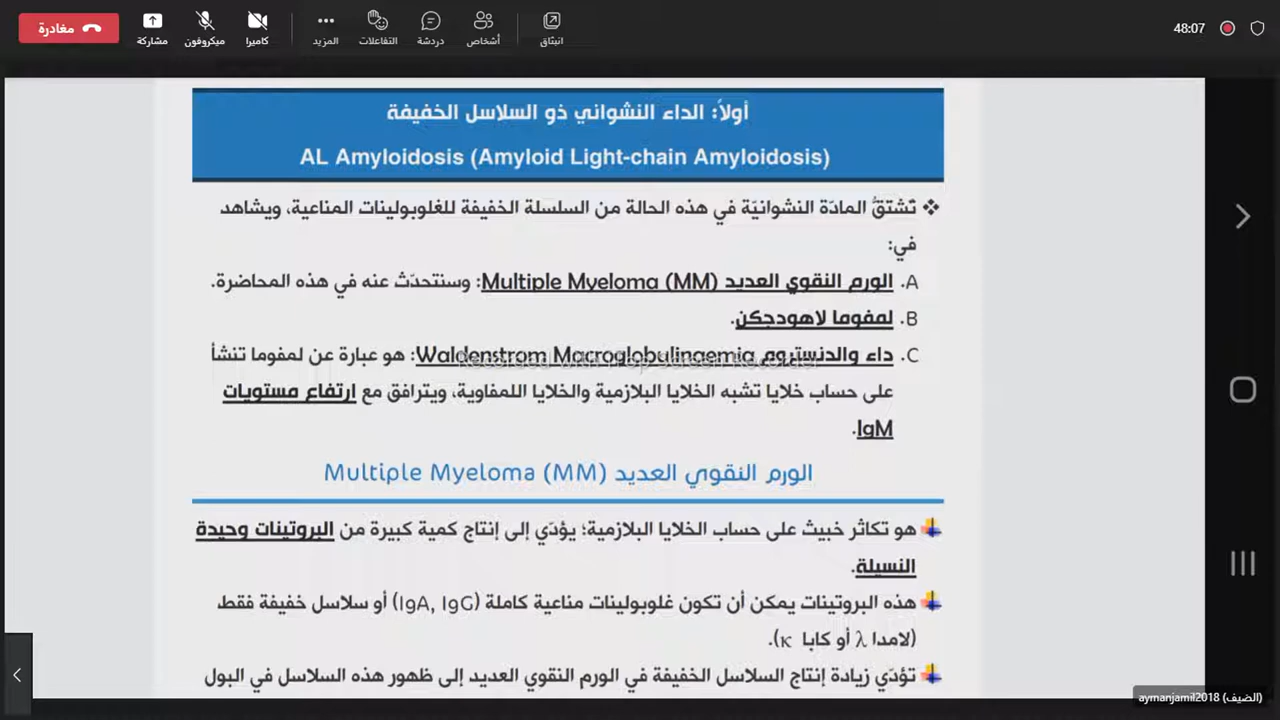 مغادرة
مشاركة
ميكروفون
كاميرا
المزيد
التفاعلات
دردشة
أشخاص
انبثاق
48:07
أولاً: الداء النشواني ذو السلاسل الخفيفة
AL Amyloidosis (Amyloid Light-chain Amyloidosis)
تُشتقُّ المادّة النشوانيّة في هذه الحالة من السلسلة الخفيفة للغلوبولينات المناعية، ويشاهد
في:
A. الورم النقوي العديد Multiple Myeloma (MM): وسنتحدّث عنه في هذه المحاضرة.
B. لمفوما لاهودجكن.
C. داء والدنستروم Waldenstrom Macroglobulinaemia: هو عبارة عن لمفوما تنشأ
على حساب خلايا تشبه الخلايا البلازمية والخلايا اللمفاوية، ويترافق مع ارتفاع مستويات
IgM.
الورم النقوي العديد Multiple Myeloma (MM)
هو تكاثر خبيث على حساب الخلايا البلازمية؛ يؤدّي إلى إنتاج كمية كبيرة من البروتينات وحيدة
النسيلة.
هذه البروتينات يمكن أن تكون غلوبولينات مناعية كاملة (IgA, IgG) أو سلاسل خفيفة فقط
(لامدا λ أو كابا κ).
تؤدّي زيادة إنتاج السلاسل الخفيفة في الورم النقوي العديد إلى ظهور هذه السلاسل في البول
aymanjamil2018 (الضيف)